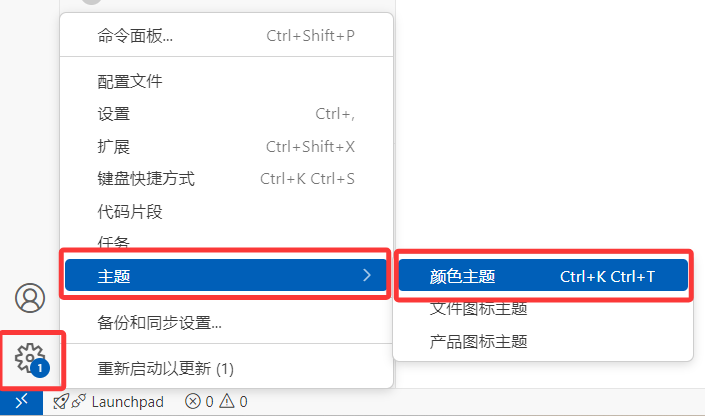 命令面板... Ctrl+Shift+P
配置文件
设置 Ctrl+,
扩展 Ctrl+Shift+X
键盘快捷方式 Ctrl+K Ctrl+S
代码片段
任务
主题
颜色主题 Ctrl+K Ctrl+T
文件图标主题
产品图标主题
备份和同步设置...
重新启动以更新 (1)
1
Launchpad 0 0